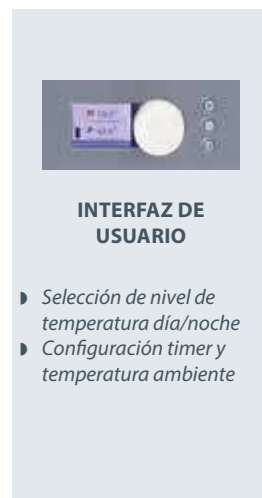 INTERFAZ DE
USUARIO
◗ Selección de nivel de
temperatura día/noche
◗ Configuración timer y
temperatura ambiente